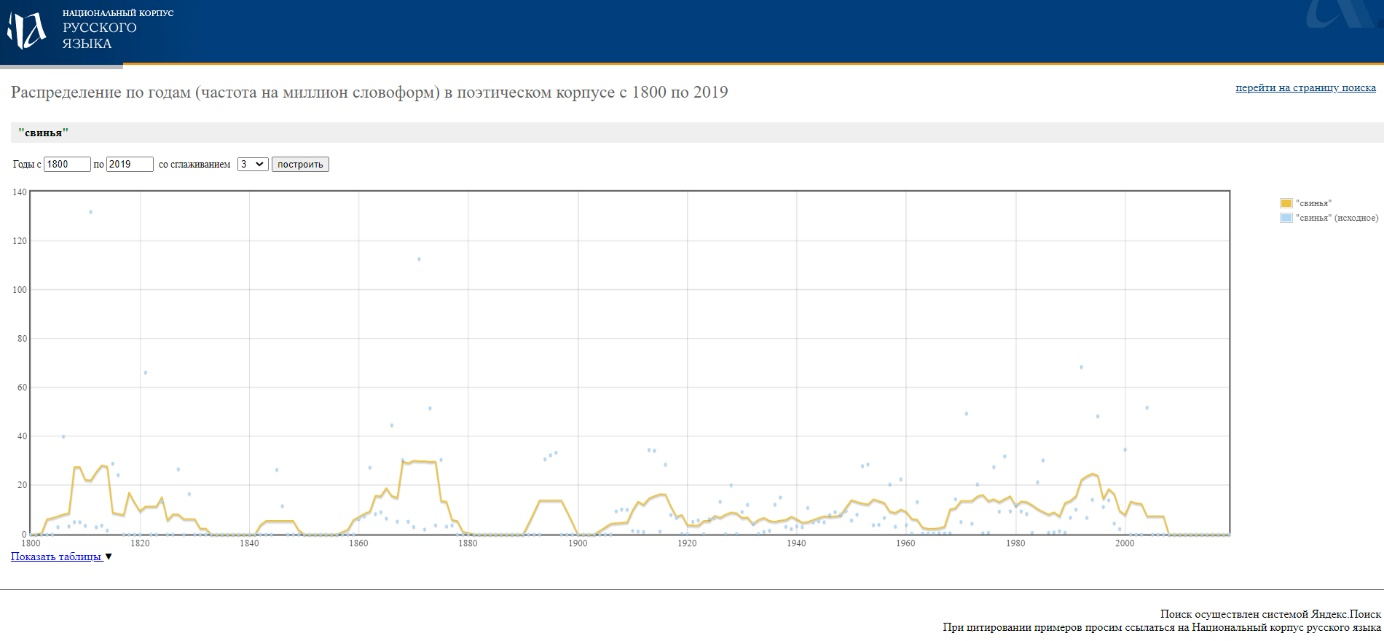 НАЦИОНАЛЬНЫЙ КОРПУС
РУССКОГО
ЯЗЫКА
Распределение по годам (частота на миллион словоформ) в поэтическом корпусе с 1800 по 2019
перейти на страницу поиска
"свинья"
Годы с 1800 по 2019 со сглаживанием 3 построить
140
120
100
80
60
40
20
0
1800 1820 1840 1860 1880 1900 1920 1940 1960 1980 2000
"свинья"
"свинья" (исходное)
Показать таблицы ▼
Поиск осуществлен системой Яндекс.Поиск
При цитировании примеров просим ссылаться на Национальный корпус русского языка